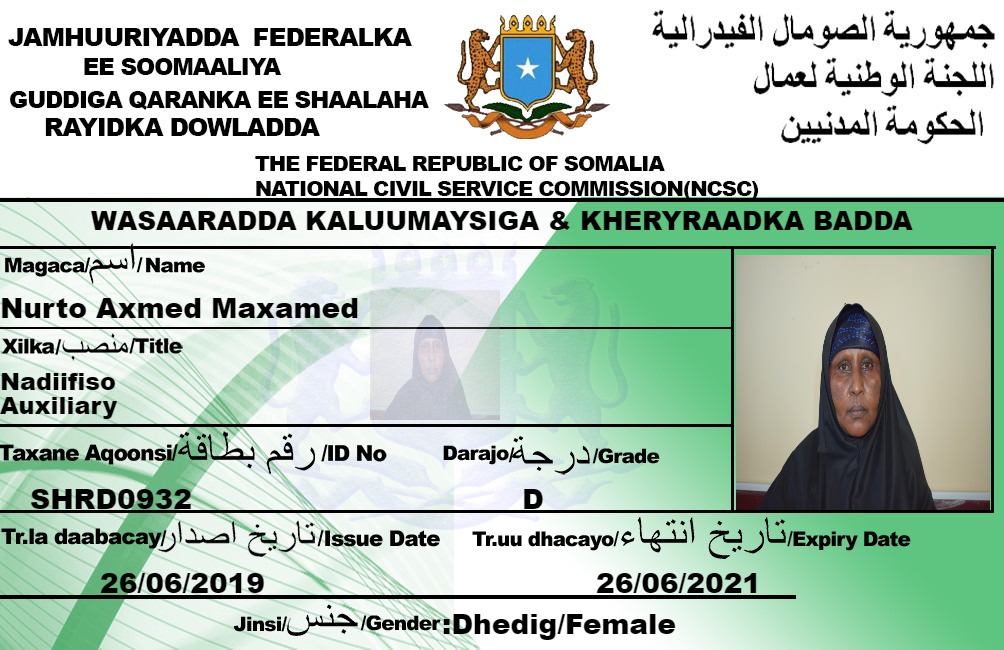 JAMHUURIYADDA FEDERALKA
EE SOOMAALIYA
GUDDIGA QARANKA EE SHAALAHA
RAYIDKA DOWLADDA
جمهورية الصومال الفيدرالية
اللجنة الوطنية لعمال
الحكومة المدنيين
THE FEDERAL REPUBLIC OF SOMALIA
NATIONAL CIVIL SERVICE COMMISSION(NCSC)
WASAARADDA KALUUMAYSIGA & KHERYRAADKA BADDA
Magaca/اسم/Name
Nurto Axmed Maxamed
Xilka/منصب/Title
Nadiifiso
Auxiliary
Taxane Aqoonsi/رقم بطاقة/ID No
Darajo/درجة/Grade
SHRD0932
D
Tr.la daabacay/تاريخ اصدار/Issue Date
Tr.uu dhacayo/تاريخ انتهاء/Expiry Date
26/06/2019
26/06/2021
Jinsi/جنس/Gender:Dhedig/Female